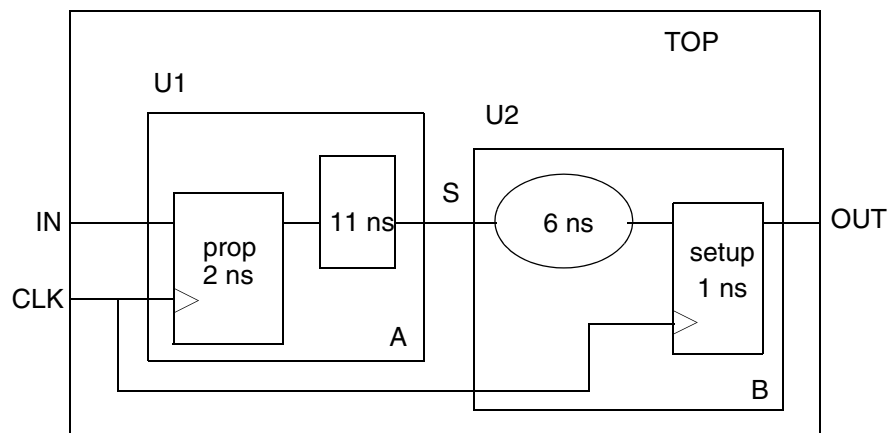 TOP
U1
U2
S
IN
11 ns
6 ns
OUT
prop
2 ns
setup
1 ns
CLK
A
B